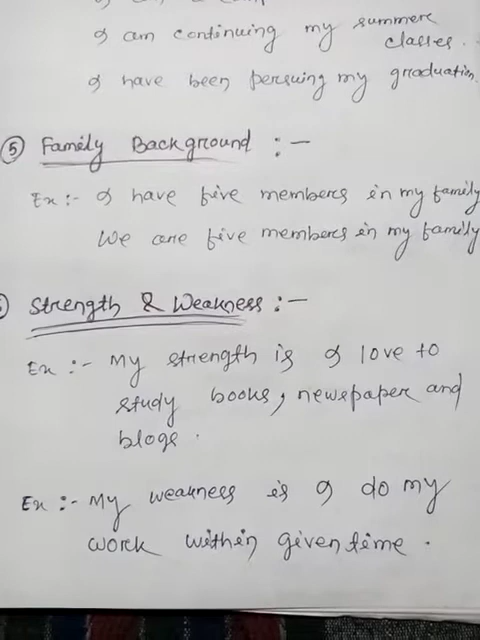 I am continuing my summer
classes.
I have been persuing my graduation
⑤ Family Background :-
Ex :- I have five members in my family
We are five members in my family
Strength & Weakness :-
Ex :- My strength is I love to
study books, newspaper and
blogs.
Ex :- My weakness is I do my
work within given time.